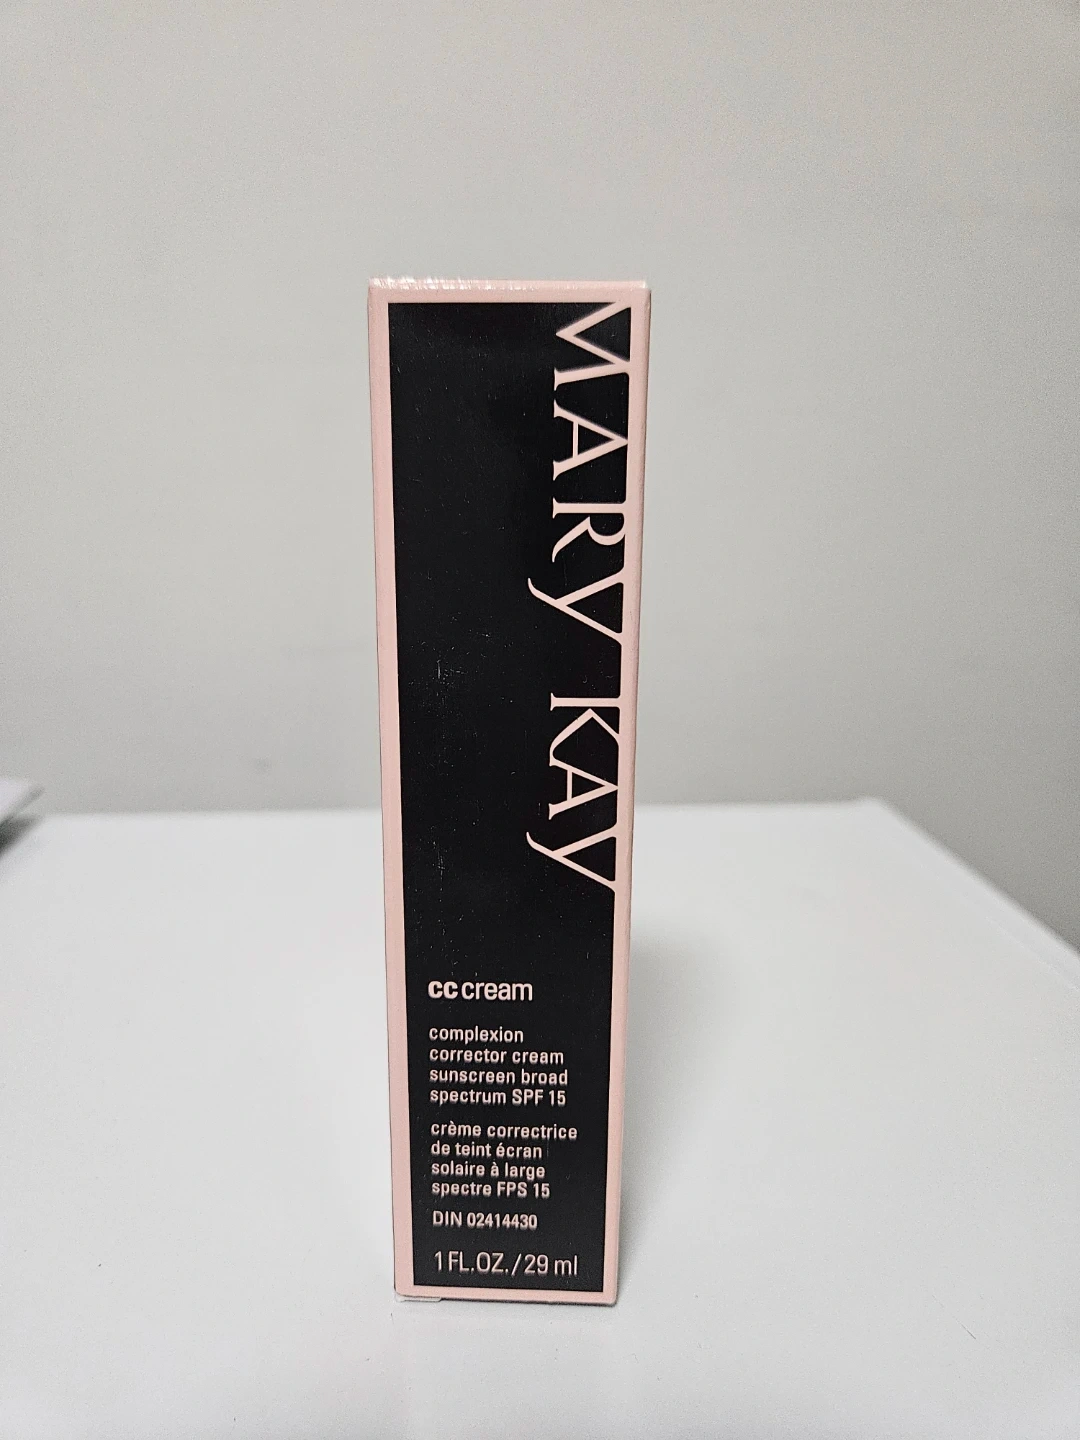 MARY KAY
cc cream
complexion
corrector cream
sunscreen broad
spectrum SPF 15
crème correctrice
de teint écran
solaire à large
spectre FPS 15
DIN 02414430
1 FL.OZ./29 ml